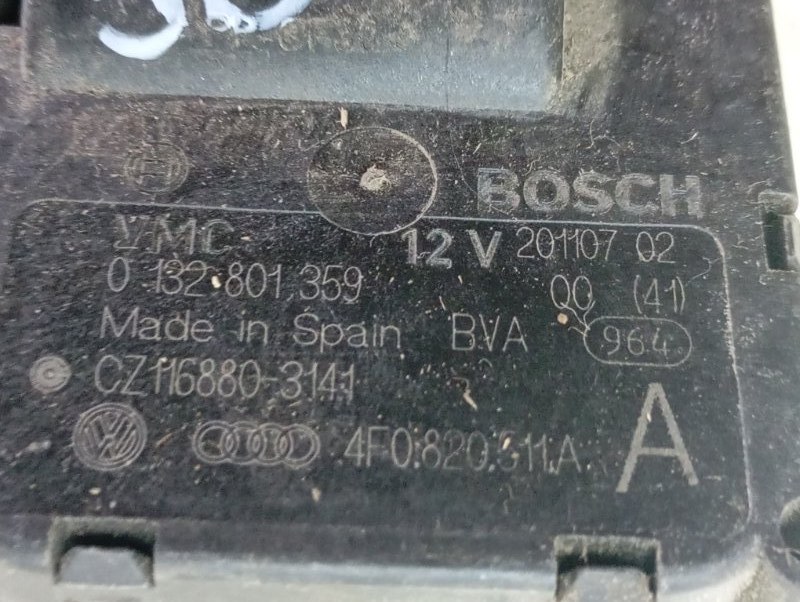 BOSCH
VMC 12 V 201107 02
0 132 801 359 QQ (41)
Made in Spain BVA 964
CZ116880-3141
4F0.820.511.A A